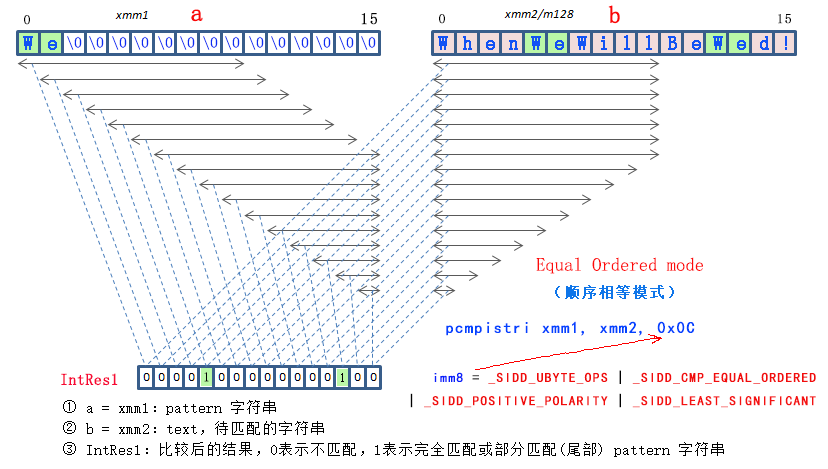 0 xmm1 a 15
W e \0 \0 \0 \0 \0 \0 \0 \0 \0 \0 \0 \0 \0 \0
0 xmm2/m128 b 15
W h e n W e W i l l B e W e d !
Equal Ordered mode
(顺序相等模式)
pcmpistri xmm1, xmm2, 0x0C
IntRes1 0 0 0 0 1 0 0 0 0 0 0 0 0 1 0 0
imm8 = _SIDD_UBYTE_OPS | _SIDD_CMP_EQUAL_ORDERED
| _SIDD_POSITIVE_POLARITY | _SIDD_LEAST_SIGNIFICANT
① a = xmm1: pattern 字符串
② b = xmm2: text, 待匹配的字符串
③ IntRes1: 比较后的结果, 0表示不匹配, 1表示完全匹配或部分匹配(尾部) pattern 字符串